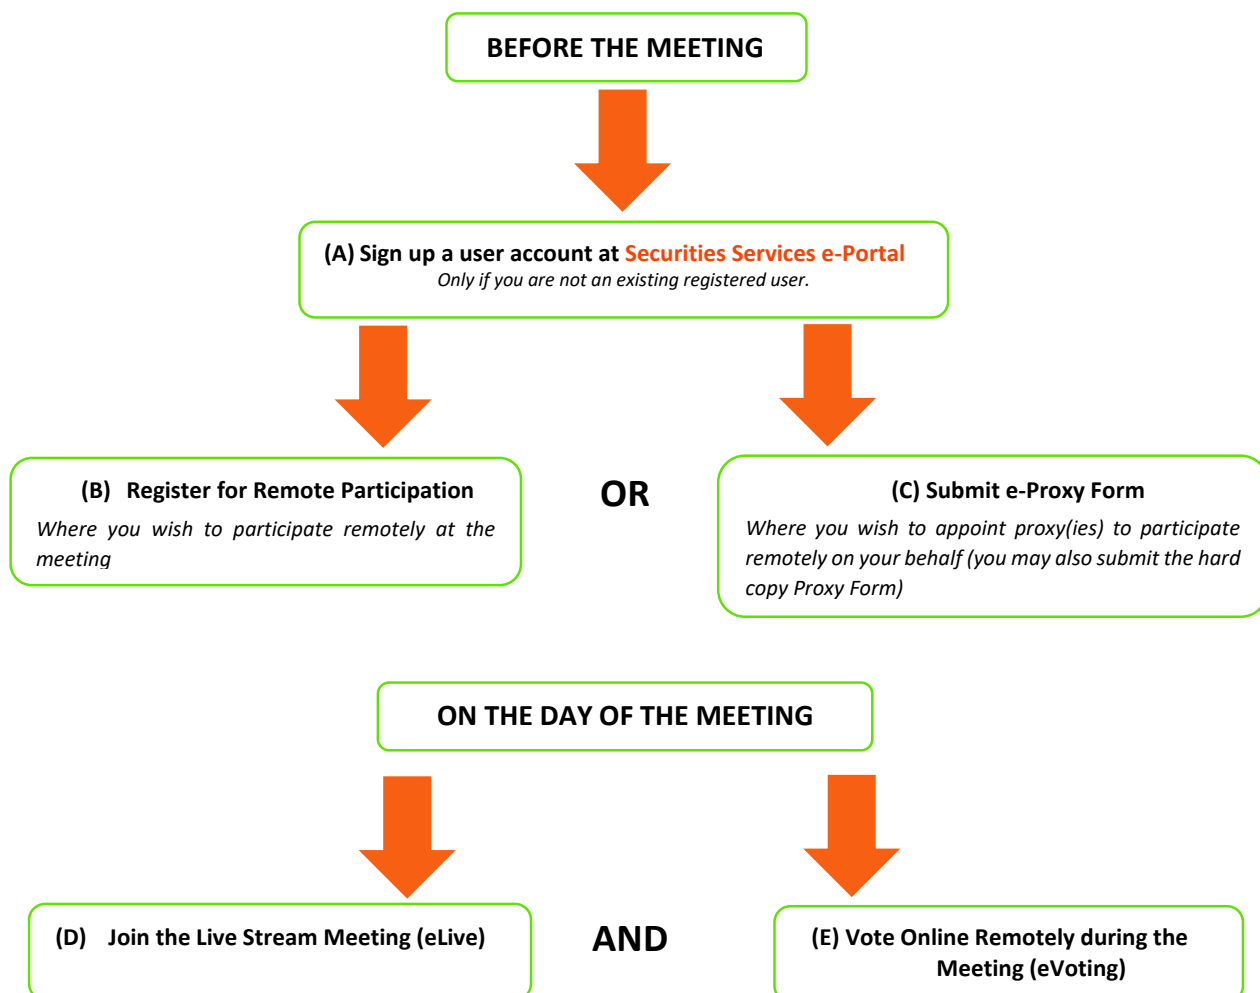 BEFORE THE MEETING
(A) Sign up a user account at Securities Services e-Portal
Only if you are not an existing registered user.
(B) Register for Remote Participation
Where you wish to participate remotely at the
meeting
OR
(C) Submit e-Proxy Form
Where you wish to appoint proxy(ies) to participate
remotely on your behalf (you may also submit the hard
copy Proxy Form)
ON THE DAY OF THE MEETING
(D) Join the Live Stream Meeting (eLive)
AND
(E) Vote Online Remotely during the
Meeting (eVoting)